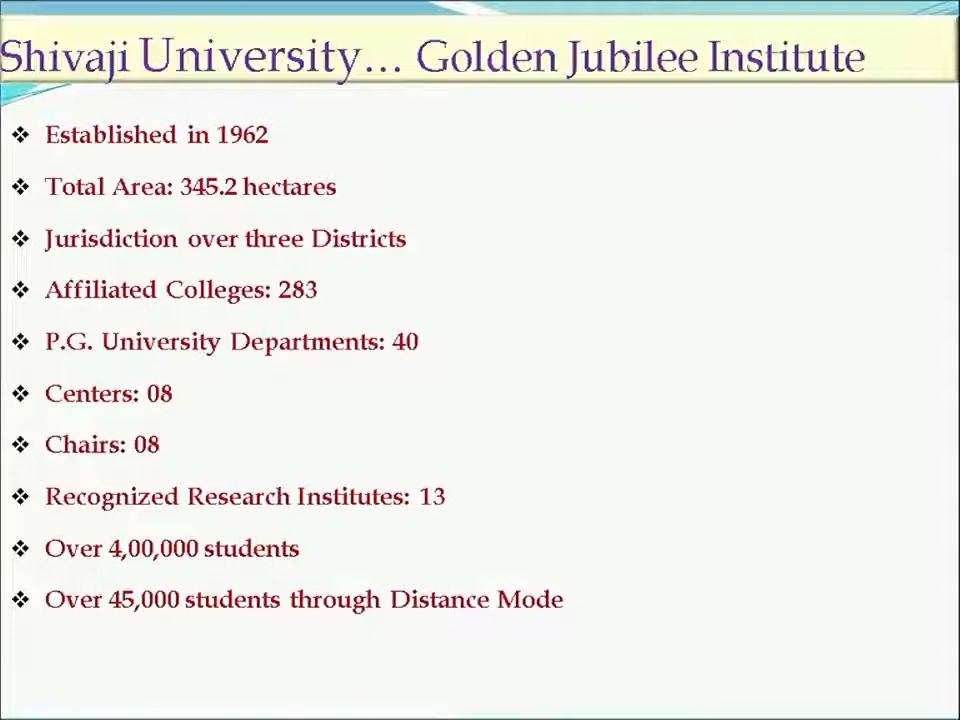 Shivaji University... Golden Jubilee Institute
❖ Established in 1962
❖ Total Area: 345.2 hectares
❖ Jurisdiction over three Districts
❖ Affiliated Colleges: 283
❖ P.G. University Departments: 40
❖ Centers: 08
❖ Chairs: 08
❖ Recognized Research Institutes: 13
❖ Over 4,00,000 students
❖ Over 45,000 students through Distance Mode